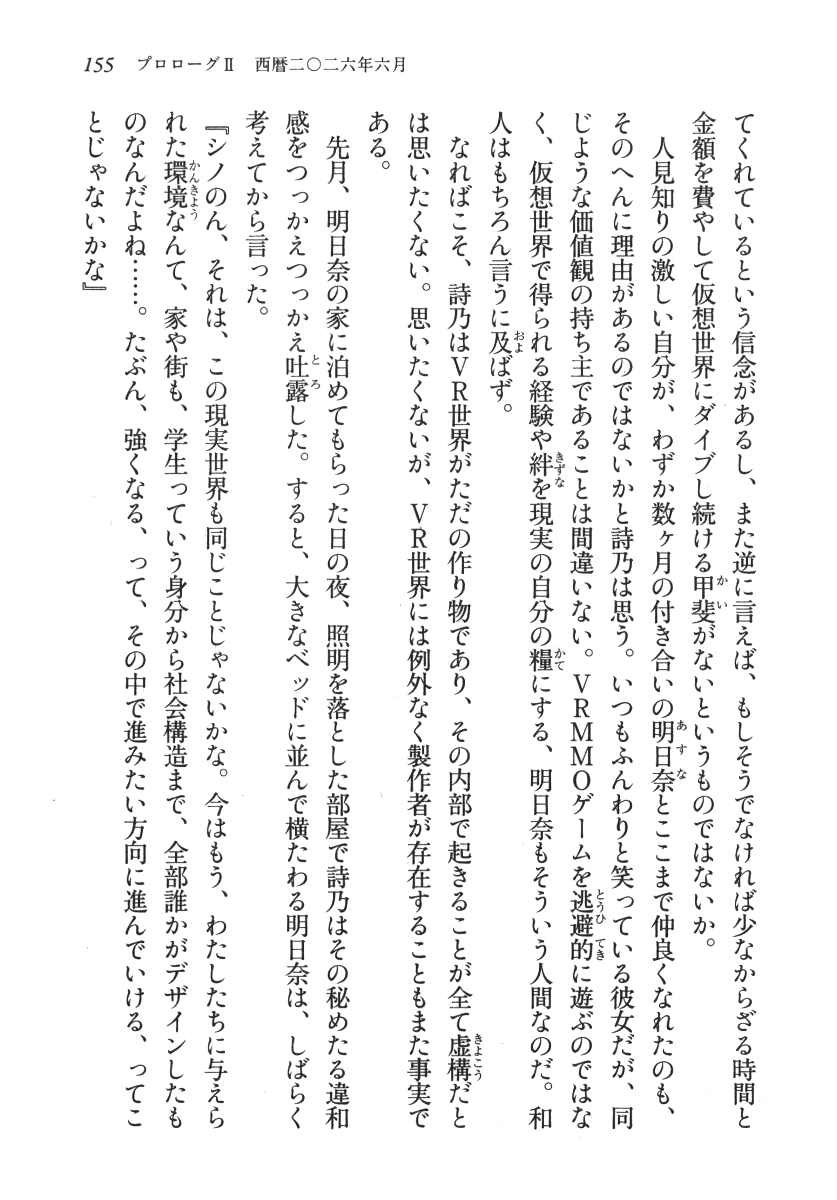 155　プロローグⅡ　西暦二〇二六年六月
てくれているという信念があるし、また逆に言えば、もしそうでなければ少なからざる時間と
金額を費やして仮想世界にダイブし続ける甲斐がないというものではないか。
　人見知りの激しい自分が、わずか数ヶ月の付き合いの明日奈とここまで仲良くなれたのも、
そのへんに理由があるのではないかと詩乃は思う。いつもふんわりと笑っている彼女だが、同
じような価値観の持ち主であることは間違いない。ＶＲＭＭＯゲームを逃避的に遊ぶのではな
く、仮想世界で得られる経験や絆を現実の自分の糧にする、明日奈もそういう人間なのだ。和
人はもちろん言うに及ばず。
　なればこそ、詩乃はＶＲ世界がただの作り物であり、その内部で起きることが全て虚構だと
は思いたくない。思いたくないが、ＶＲ世界には例外なく製作者が存在することもまた事実で
ある。
　先月、明日奈の家に泊めてもらった日の夜、照明を落とした部屋で詩乃はその秘めたる違和
感をつっかえつっかえ吐露した。すると、大きなベッドに並んで横たわる明日奈は、しばらく
考えてから言った。
『シノのん、それは、この現実世界も同じことじゃないかな。今はもう、わたしたちに与えら
れた環境なんて、家や街も、学生っていう身分から社会構造まで、全部誰かがデザインしたも
のなんだよね……。たぶん、強くなる、って、その中で進みたい方向に進んでいける、ってこ
とじゃないかな』